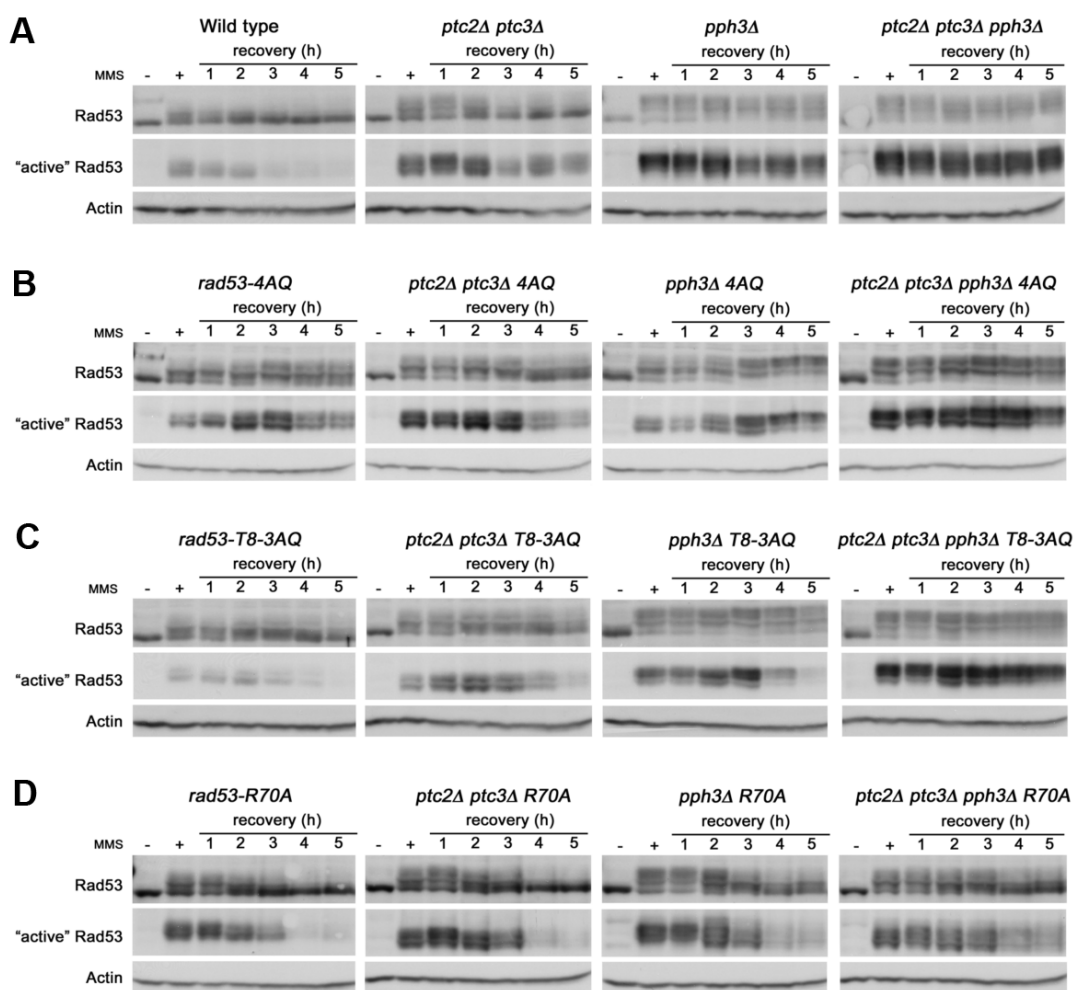 A
Wild type
ptc2Δ ptc3Δ
pph3Δ
ptc2Δ ptc3Δ pph3Δ
recovery (h)
recovery (h)
recovery (h)
recovery (h)
MMS - + 1 2 3 4 5 - + 1 2 3 4 5 - + 1 2 3 4 5 - + 1 2 3 4 5
Rad53
"active" Rad53
Actin
B
rad53-4AQ
ptc2Δ ptc3Δ 4AQ
pph3Δ 4AQ
ptc2Δ ptc3Δ pph3Δ 4AQ
recovery (h)
recovery (h)
recovery (h)
recovery (h)
MMS - + 1 2 3 4 5 - + 1 2 3 4 5 - + 1 2 3 4 5 - + 1 2 3 4 5
Rad53
"active" Rad53
Actin
C
rad53-T8-3AQ
ptc2Δ ptc3Δ T8-3AQ
pph3Δ T8-3AQ
ptc2Δ ptc3Δ pph3Δ T8-3AQ
recovery (h)
recovery (h)
recovery (h)
recovery (h)
MMS - + 1 2 3 4 5 - + 1 2 3 4 5 - + 1 2 3 4 5 - + 1 2 3 4 5
Rad53
"active" Rad53
Actin
D
rad53-R70A
ptc2Δ ptc3Δ R70A
pph3Δ R70A
ptc2Δ ptc3Δ pph3Δ R70A
recovery (h)
recovery (h)
recovery (h)
recovery (h)
MMS - + 1 2 3 4 5 - + 1 2 3 4 5 - + 1 2 3 4 5 - + 1 2 3 4 5
Rad53
"active" Rad53
Actin